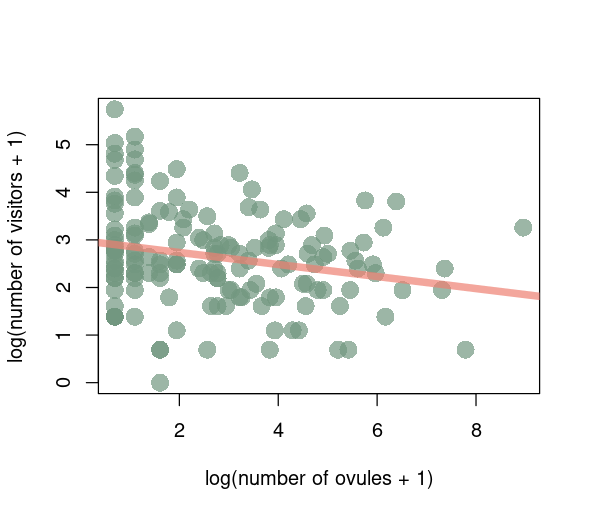 log(number of visitors + 1)
5
4
3
2
1
0
2 4 6 8
log(number of ovules + 1)